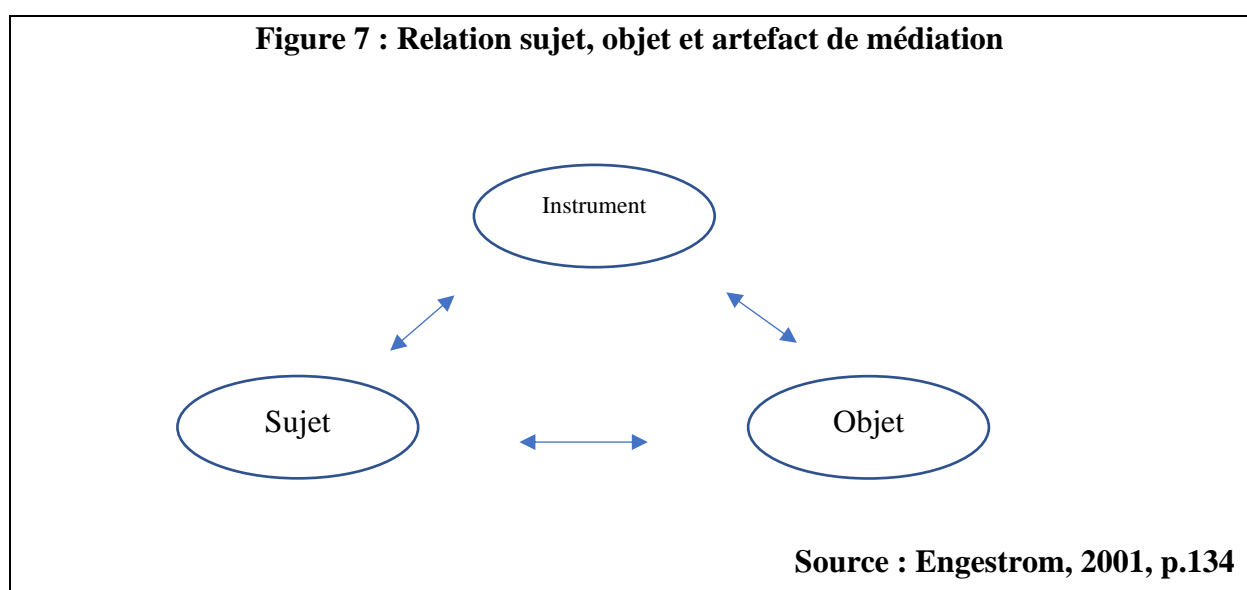 Figure 7 : Relation sujet, objet et artefact de médiation
Instrument
Sujet
Objet
Source : Engestrom, 2001, p.134